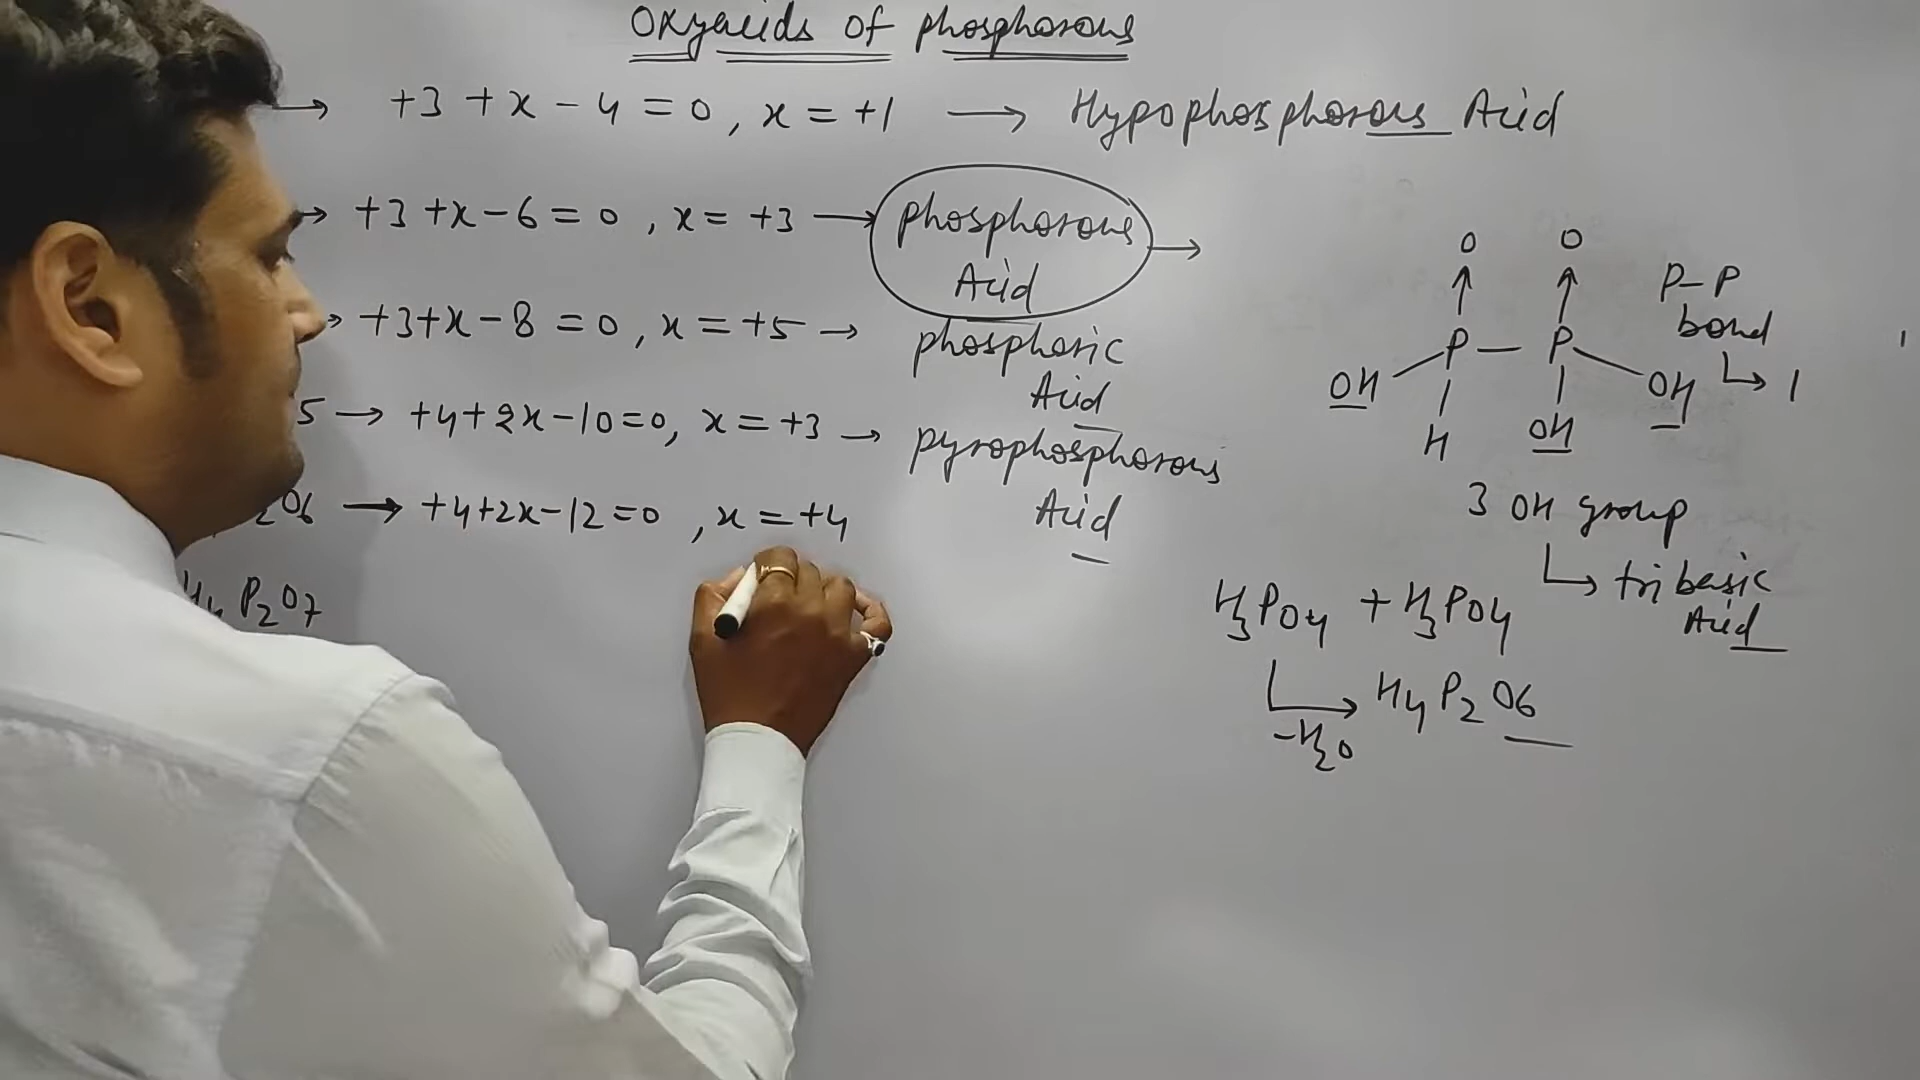 Oxyacids of phosphorous
→ +3 + x - 4 = 0, x = +1 → Hypophosphorous Acid
→ +3 + x - 6 = 0, x = +3 → phosphorous Acid →
→ +3 + x - 8 = 0, x = +5 → phosphoric Acid
5 → +4 + 2x - 10 = 0, x = +3 → pyrophosphorous Acid
2O6 → +4 + 2x - 12 = 0, x = +4
H4 P2O7
O O
P - P bond
→ 1
P - P
OH OH
H OH
3 OH group
→ tribasic Acid
H3PO4 + H3PO4
→ H4P2O6
-H2O